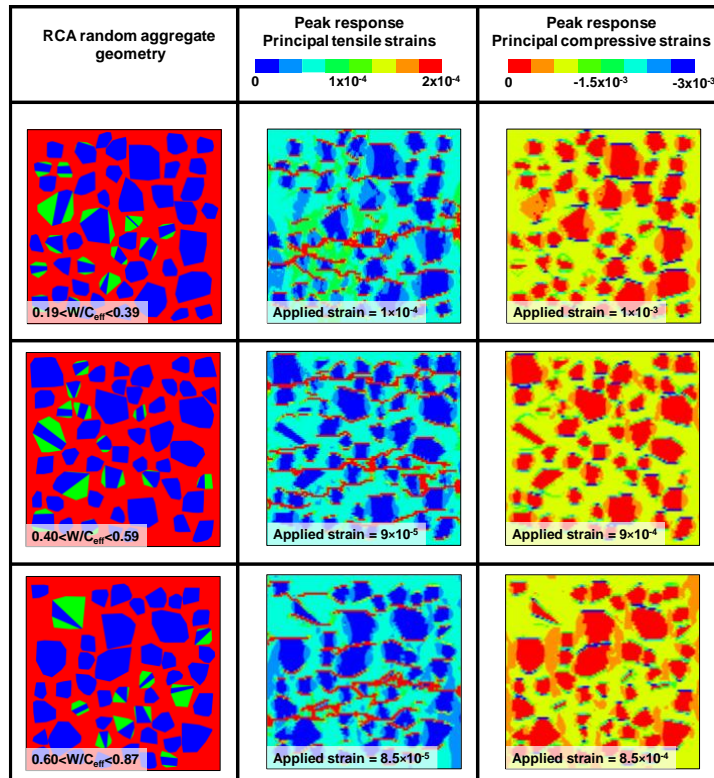 RCA random aggregate
geometry
Peak response
Principal tensile strains
0 1x10⁻⁴ 2x10⁻⁴
Peak response
Principal compressive strains
0 -1.5x10⁻³ -3x10⁻³
0.19<W/C_eff<0.39
Applied strain = 1×10⁻⁴
Applied strain = 1×10⁻³
0.40<W/C_eff<0.59
Applied strain = 9×10⁻⁵
Applied strain = 9×10⁻⁴
0.60<W/C_eff<0.87
Applied strain = 8.5×10⁻⁵
Applied strain = 8.5×10⁻⁴